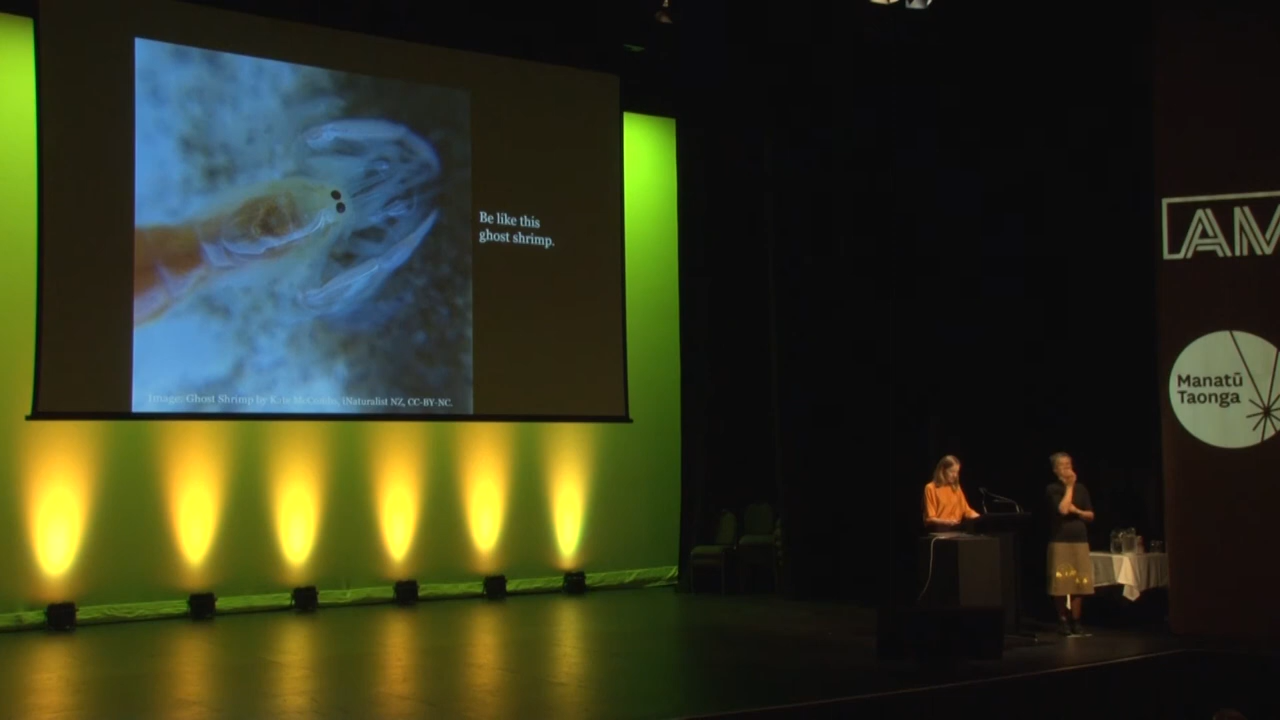 Be like this
ghost shrimp.
Image: Ghost Shrimp by iNaturalist NZ, CC-BY-NC.
AM
Manatū
Taonga